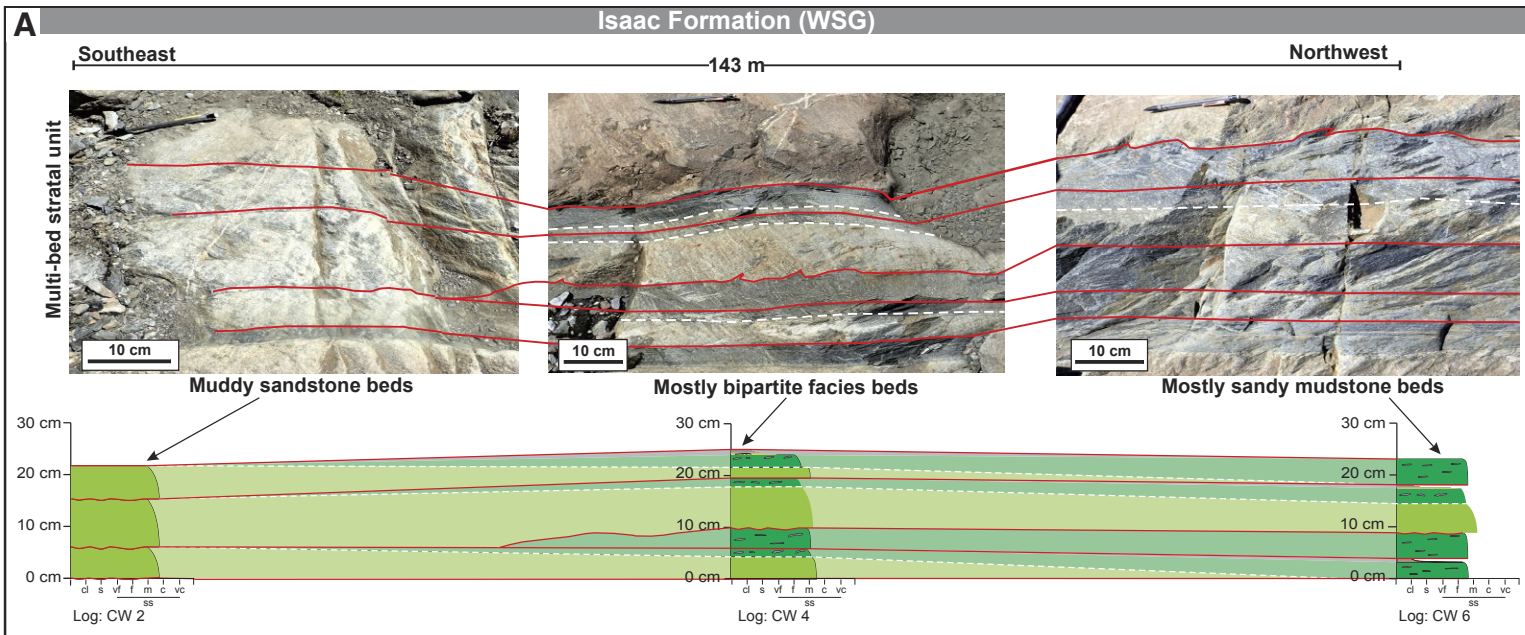 A
Isaac Formation (WSG)
Southeast
143 m
Northwest
Multi-bed stratal unit
10 cm
10 cm
10 cm
Muddy sandstone beds
Mostly bipartite facies beds
Mostly sandy mudstone beds
30 cm
20 cm
10 cm
0 cm
cl s vf f m c vc
ss
Log: CW 2
30 cm
20 cm
10 cm
0 cm
cl s vf f m c vc
ss
Log: CW 4
30 cm
20 cm
10 cm
0 cm
cl s vf f m c vc
ss
Log: CW 6